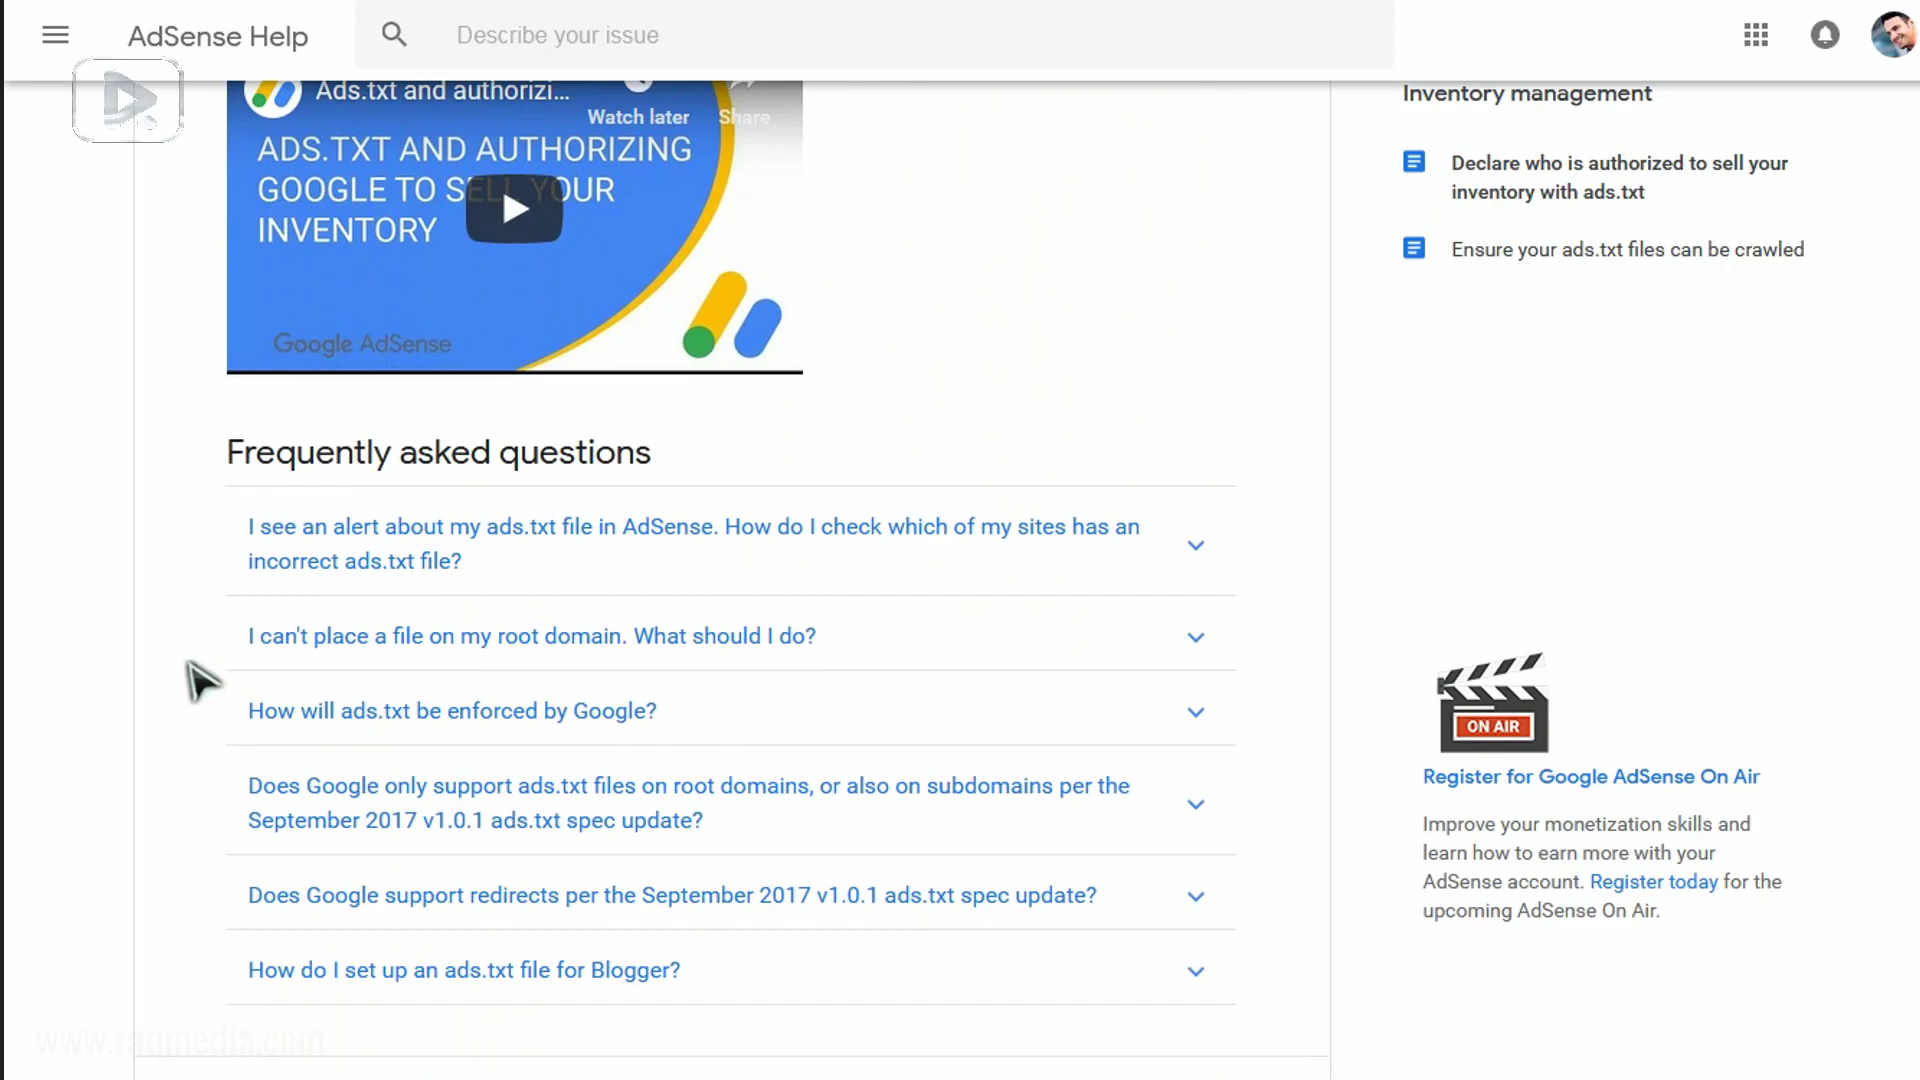 AdSense Help
Describe your issue
Ads.txt and authorizi...
Watch later
Share
ADS.TXT AND AUTHORIZING
GOOGLE TO SELL YOUR
INVENTORY
Google AdSense
Frequently asked questions
I see an alert about my ads.txt file in AdSense. How do I check which of my sites has an
incorrect ads.txt file?
I can't place a file on my root domain. What should I do?
How will ads.txt be enforced by Google?
Does Google only support ads.txt files on root domains, or also on subdomains per the
September 2017 v1.0.1 ads.txt spec update?
Does Google support redirects per the September 2017 v1.0.1 ads.txt spec update?
How do I set up an ads.txt file for Blogger?
www.raqmedia.com
Inventory management
Declare who is authorized to sell your
inventory with ads.txt
Ensure your ads.txt files can be crawled
ON AIR
Register for Google AdSense On Air
Improve your monetization skills and
learn how to earn more with your
AdSense account. Register today for the
upcoming AdSense On Air.